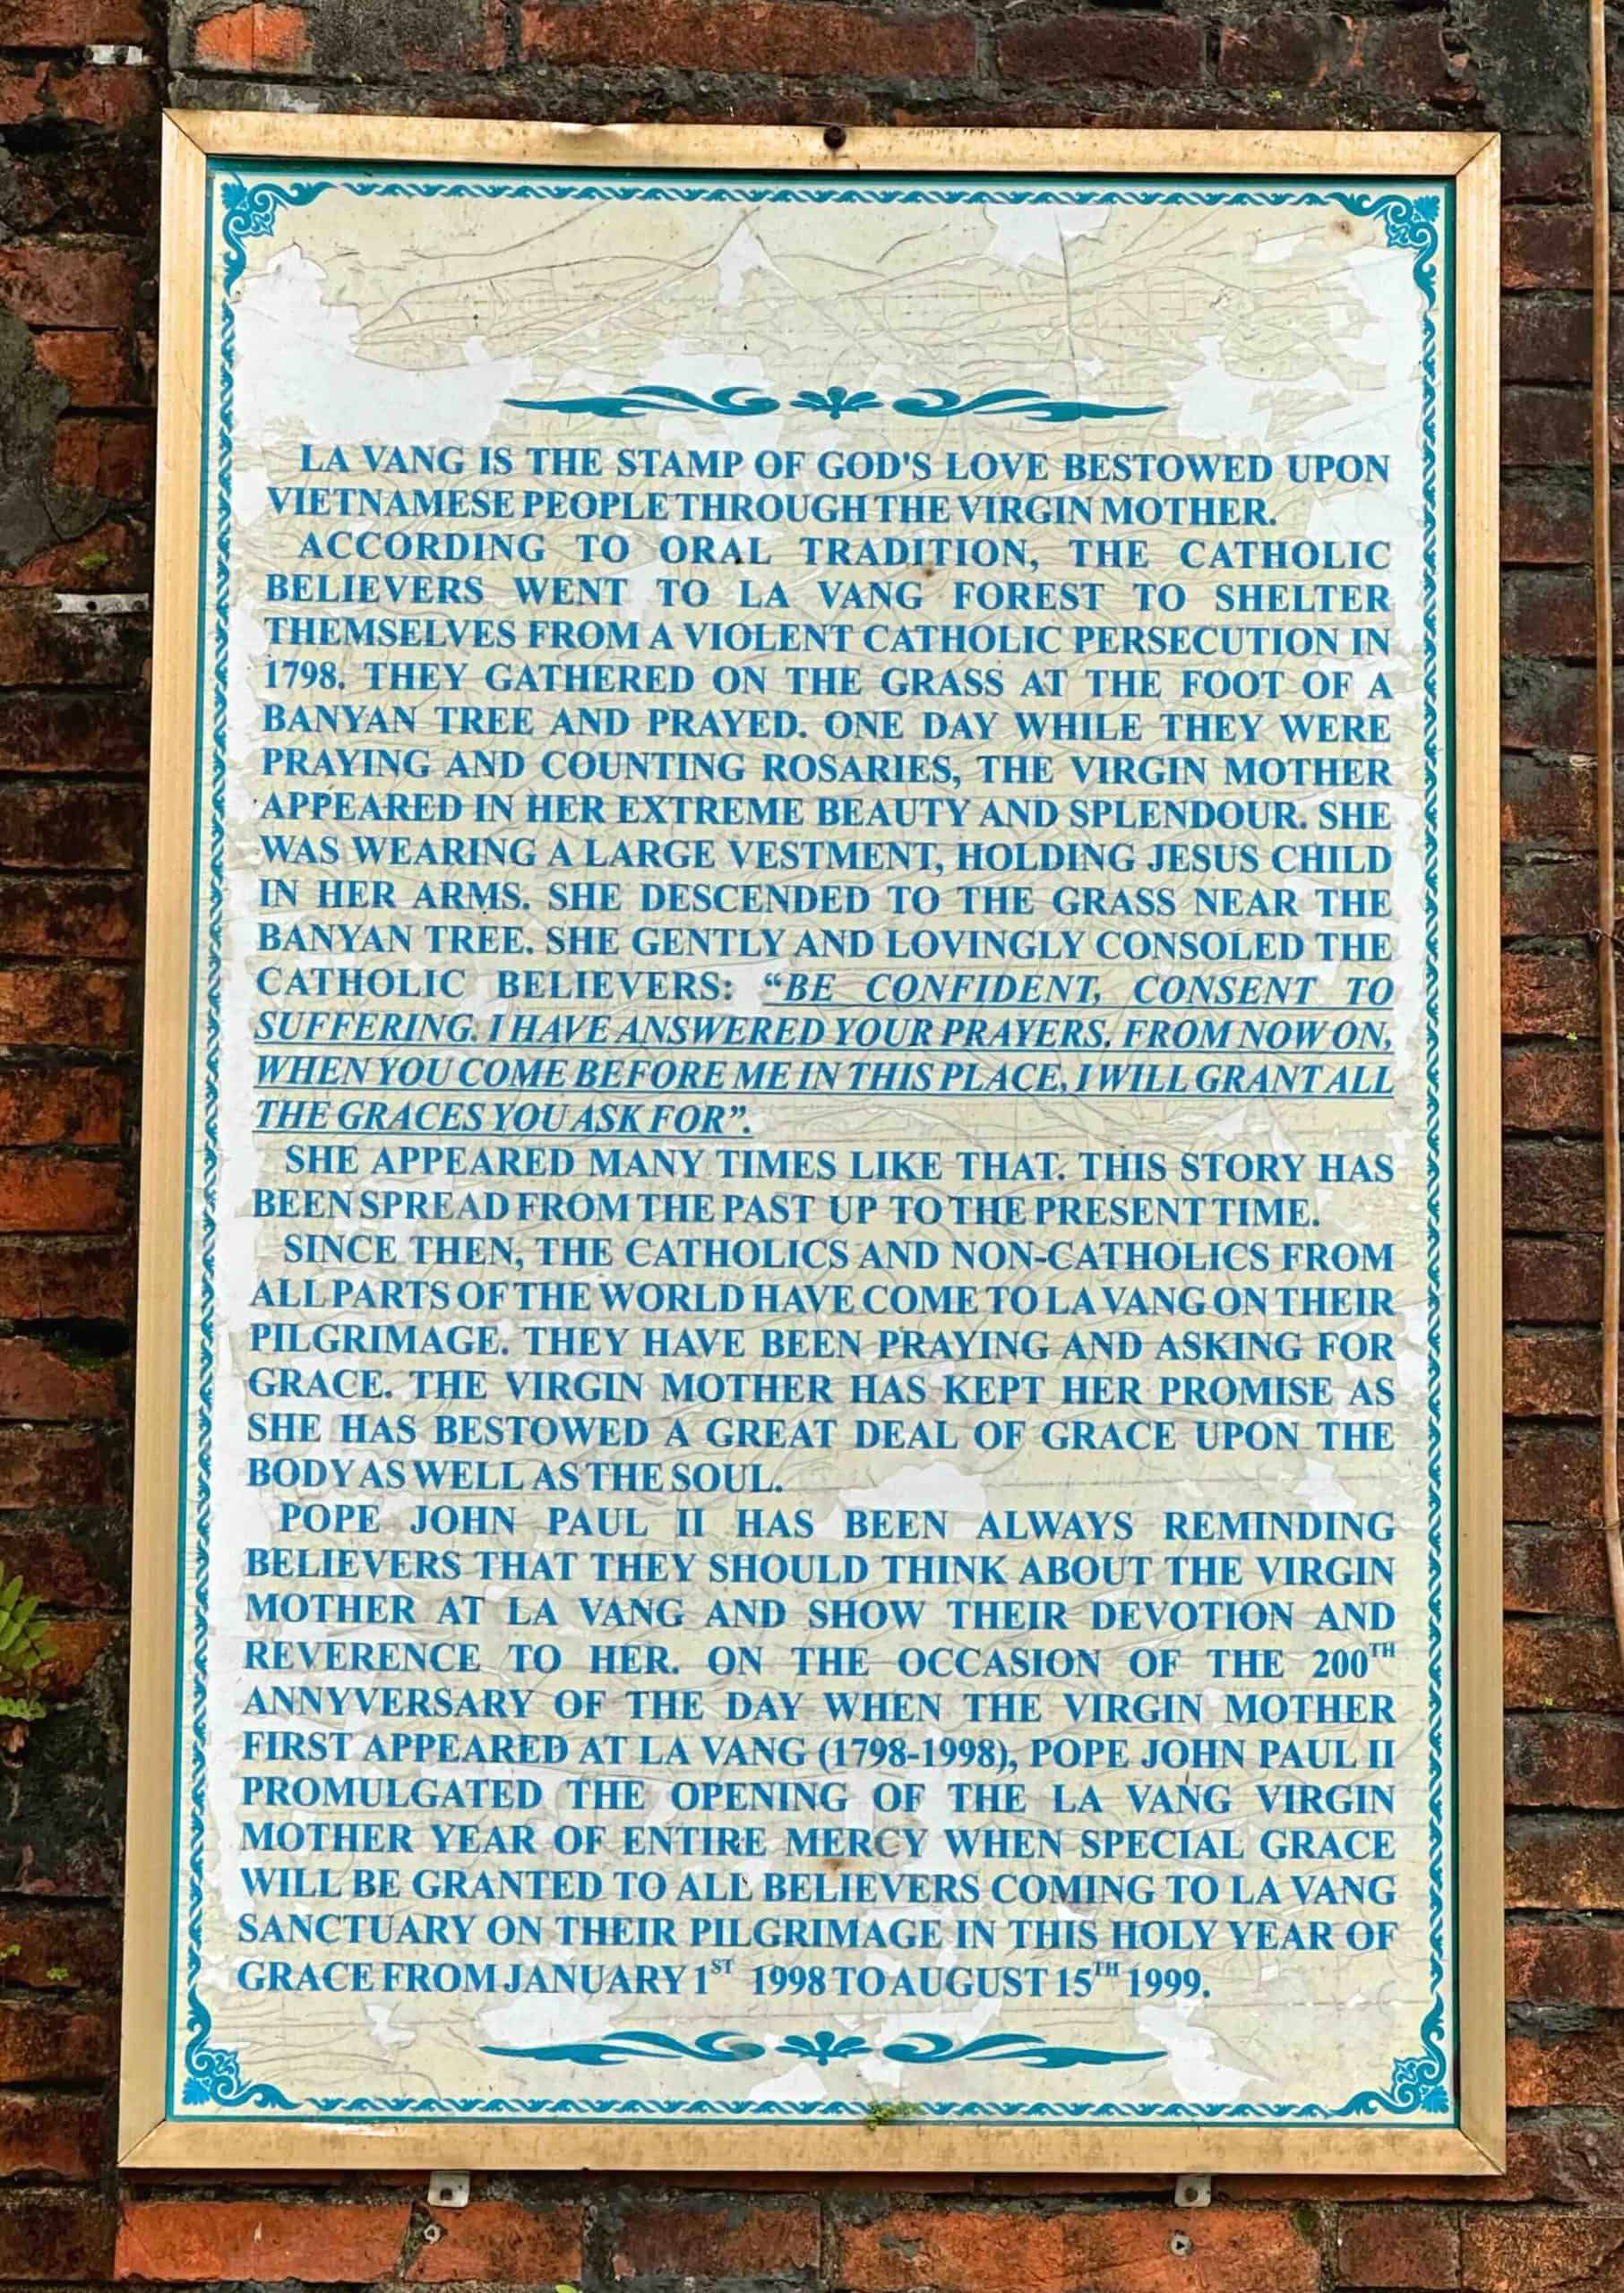 LA VANG IS THE STAMP OF GOD'S LOVE BESTOWED UPON
VIETNAMESE PEOPLE THROUGH THE VIRGIN MOTHER.
ACCORDING TO ORAL TRADITION, THE CATHOLIC
BELIEVERS WENT TO LA VANG FOREST TO SHELTER
THEMSELVES FROM A VIOLENT CATHOLIC PERSECUTION IN
1798. THEY GATHERED ON THE GRASS AT THE FOOT OF A
BANYAN TREE AND PRAYED. ONE DAY WHILE THEY WERE
PRAYING AND COUNTING ROSARIES, THE VIRGIN MOTHER
APPEARED IN HER EXTREME BEAUTY AND SPLENDOUR. SHE
WAS WEARING A LARGE VESTMENT, HOLDING JESUS CHILD
IN HER ARMS. SHE DESCENDED TO THE GRASS NEAR THE
BANYAN TREE. SHE GENTLY AND LOVINGLY CONSOLED THE
CATHOLIC BELIEVERS: “BE CONFIDENT, CONSENT TO
SUFFERING. I HAVE ANSWERED YOUR PRAYERS. FROM NOW ON,
WHEN YOU COME BEFORE ME IN THIS PLACE, I WILL GRANT ALL
THE GRACES YOU ASK FOR”.
SHE APPEARED MANY TIMES LIKE THAT. THIS STORY HAS
BEEN SPREAD FROM THE PAST UP TO THE PRESENT TIME.
SINCE THEN, THE CATHOLICS AND NON-CATHOLICS FROM
ALL PARTS OF THE WORLD HAVE COME TO LA VANG ON THEIR
PILGRIMAGE. THEY HAVE BEEN PRAYING AND ASKING FOR
GRACE. THE VIRGIN MOTHER HAS KEPT HER PROMISE AS
SHE HAS BESTOWED A GREAT DEAL OF GRACE UPON THE
BODY AS WELL AS THE SOUL.
POPE JOHN PAUL II HAS BEEN ALWAYS REMINDING
BELIEVERS THAT THEY SHOULD THINK ABOUT THE VIRGIN
MOTHER AT LA VANG AND SHOW THEIR DEVOTION AND
REVERENCE TO HER. ON THE OCCASION OF THE 200TH
ANNYVERSARY OF THE DAY WHEN THE VIRGIN MOTHER
FIRST APPEARED AT LA VANG (1798-1998), POPE JOHN PAUL II
PROMULGATED THE OPENING OF THE LA VANG VIRGIN
MOTHER YEAR OF ENTIRE MERCY WHEN SPECIAL GRACE
WILL BE GRANTED TO ALL BELIEVERS COMING TO LA VANG
SANCTUARY ON THEIR PILGRIMAGE IN THIS HOLY YEAR OF
GRACE FROM JANUARY 1ST 1998 TO AUGUST 15TH 1999.